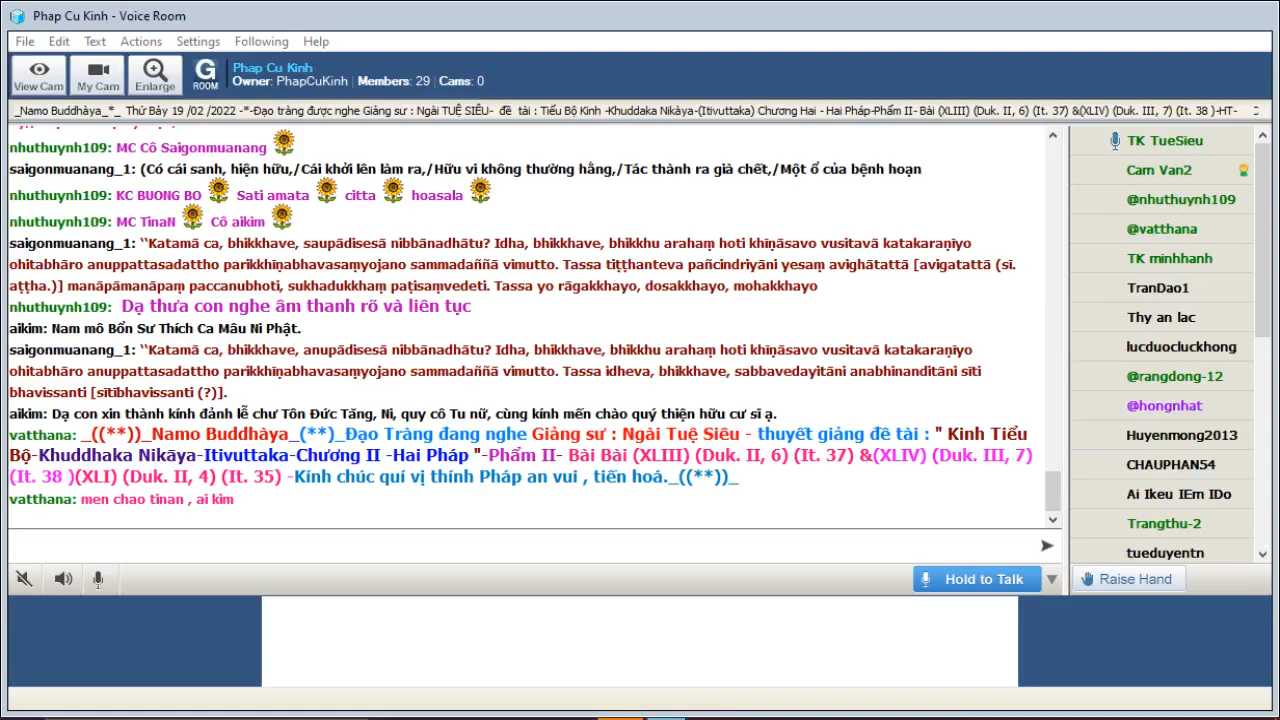 Phap Cu Kinh - Voice Room
File Edit Text Actions Settings Following Help
View Cam
My Cam
Enlarge
G
ROOM
Phap Cu Kinh
Owner: PhapCuKinh | Members: 29 | Cams: 0
_Namo Buddhàya_*_ Thứ Bảy 19 /02 /2022 -*-Đạo tràng được nghe Giảng sư : Ngài TUỆ SIÊU- đề tài : Tiểu Bộ Kinh -Khuddaka Nikàya-(Itivuttaka) Chương Hai - Hai Pháp-Phẩm II- Bài (XLIII) (Duk. II, 6) (It. 37) &(XLIV) (Duk. III, 7) (It. 38 )-HT-
nhuthuynh109: MC Cô Saigonmuanang
saigonmuanang_1: (Có cái sanh, hiện hữu,/Cái khởi lên làm ra,/Hữu vi không thường hằng,/Tác thành ra già chết,/Một ổ của bệnh hoạn
nhuthuynh109: KC BUONG BO Sati amata citta hoasala
nhuthuynh109: MC TinaN Cô aikim
saigonmuanang_1: ‘‘Katamā ca, bhikkhave, saupādisesā nibbānadhātu? Idha, bhikkhave, bhikkhu arahaṃ hoti khīṇāsavo vusitavā katakaraṇīyo
ohitabhāro anuppattasadattho parikkhīṇabhavasaṃyojano sammadaññā vimutto. Tassa tiṭṭhanteva pañcindriyāni yesaṃ avighātattā [avigatattā (sī.
aṭṭha.)] manāpāmanāpaṃ paccanubhoti, sukhadukkhaṃ paṭisaṃvedeti. Tassa yo rāgakkhayo, dosakkhayo, mohakkhayo
nhuthuynh109: Dạ thưa con nghe âm thanh rõ và liên tục
aikim: Nam mô Bổn Sư Thích Ca Mâu Ni Phật.
saigonmuanang_1: ‘‘Katamā ca, bhikkhave, anupādisesā nibbānadhātu? Idha, bhikkhave, bhikkhu arahaṃ hoti khīṇāsavo vusitavā katakaraṇīyo
ohitabhāro anuppattasadattho parikkhīṇabhavasaṃyojano sammadaññā vimutto. Tassa idheva, bhikkhave, sabbavedayitāni anabhinanditāni sīti
bhavissanti [sītībhavissanti (?)].
aikim: Dạ con xin thành kính đảnh lễ chư Tôn Đức Tăng, Ni, quy cô Tu nữ, cùng kính mến chào quý thiện hữu cư sĩ ạ.
vatthana: _((**))_Namo Buddhàya_(**)_Đạo Tràng đang nghe Giảng sư : Ngài Tuệ Siêu - thuyết giảng đề tài : " Kinh Tiểu
Bộ-Khuddhaka Nikāya-Itivuttaka-Chương II -Hai Pháp "-Phẩm II- Bài Bài (XLIII) (Duk. II, 6) (It. 37) &(XLIV) (Duk. III, 7)
(It. 38 )(XLI) (Duk. II, 4) (It. 35) -Kính chúc quí vị thính Pháp an vui , tiến hoá._((**))_
vatthana: men chao tinan , ai kim
Hold to Talk
TK TueSieu
Cam Van2
@nhuthuynh109
@vatthana
TK minhhanh
TranDao1
Thy an lac
lucduocluckhong
@rangdong-12
@hongnhat
Huyenmong2013
CHAUPHAN54
Ai Ikeu IEm IDo
Trangthu-2
tueduyentn
Raise Hand